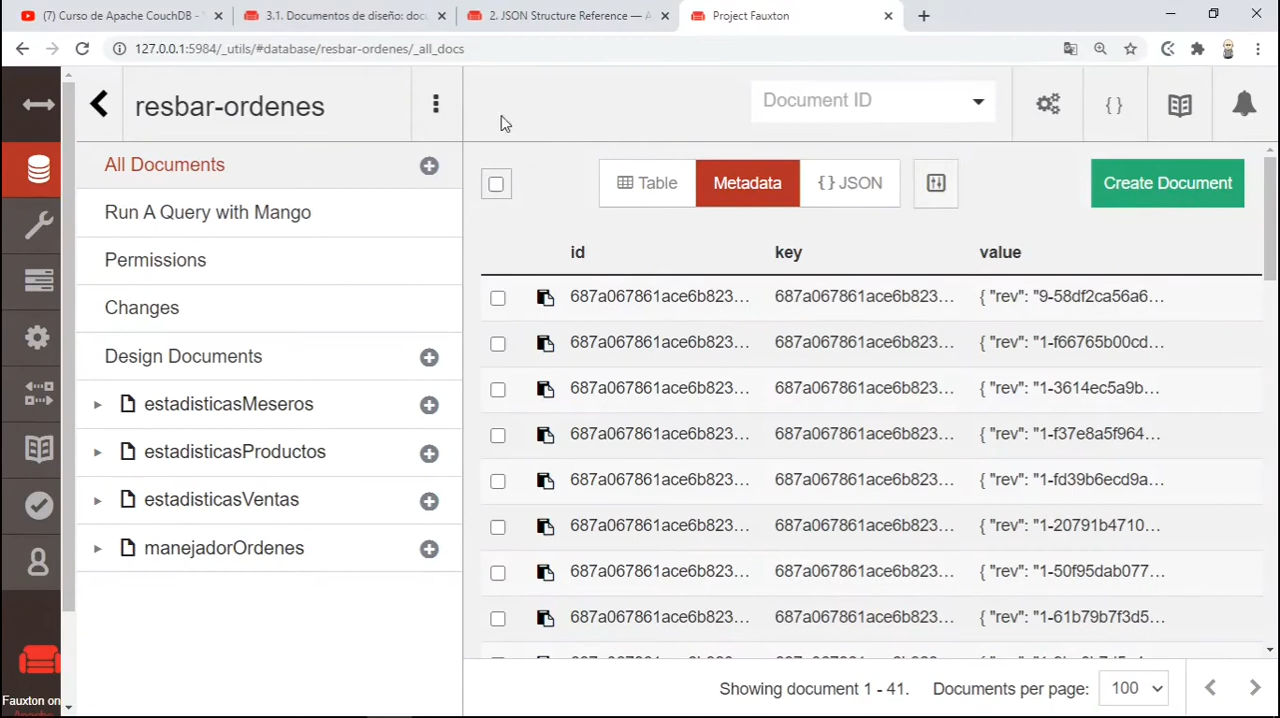 (7) Curso de Apache CouchDB -
3.1. Documentos de diseño: docu
2. JSON Structure Reference — A
Project Fauxton
127.0.0.1:5984/_utils/#database/resbar-ordenes/_all_docs
resbar-ordenes
Document ID
{ }
All Documents
Run A Query with Mango
Permissions
Changes
Design Documents
estadisticasMeseros
estadisticasProductos
estadisticasVentas
manejadorOrdenes
Table
Metadata
{} JSON
Create Document
id key value
687a067861ace6b823... 687a067861ace6b823... { "rev": "9-58df2ca56a6...
687a067861ace6b823... 687a067861ace6b823... { "rev": "1-f66765b00cd...
687a067861ace6b823... 687a067861ace6b823... { "rev": "1-3614ec5a9b...
687a067861ace6b823... 687a067861ace6b823... { "rev": "1-f37e8a5f964...
687a067861ace6b823... 687a067861ace6b823... { "rev": "1-fd39b6ecd9a...
687a067861ace6b823... 687a067861ace6b823... { "rev": "1-20791b4710...
687a067861ace6b823... 687a067861ace6b823... { "rev": "1-50f95dab077...
687a067861ace6b823... 687a067861ace6b823... { "rev": "1-61b79b7f3d5...
Showing document 1 - 41.
Documents per page: 100
Fauxton on
Apache